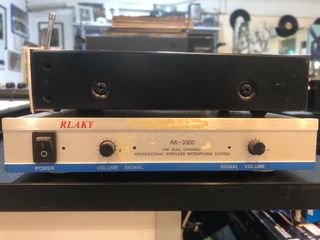 RLAKY
AK-3300
VHF DUAL CHANNEL
PROFESSIONAL WIRELESS MICROPHONE SYSTEM
POWER VOLUME SIGNAL SIGNAL VOLUME